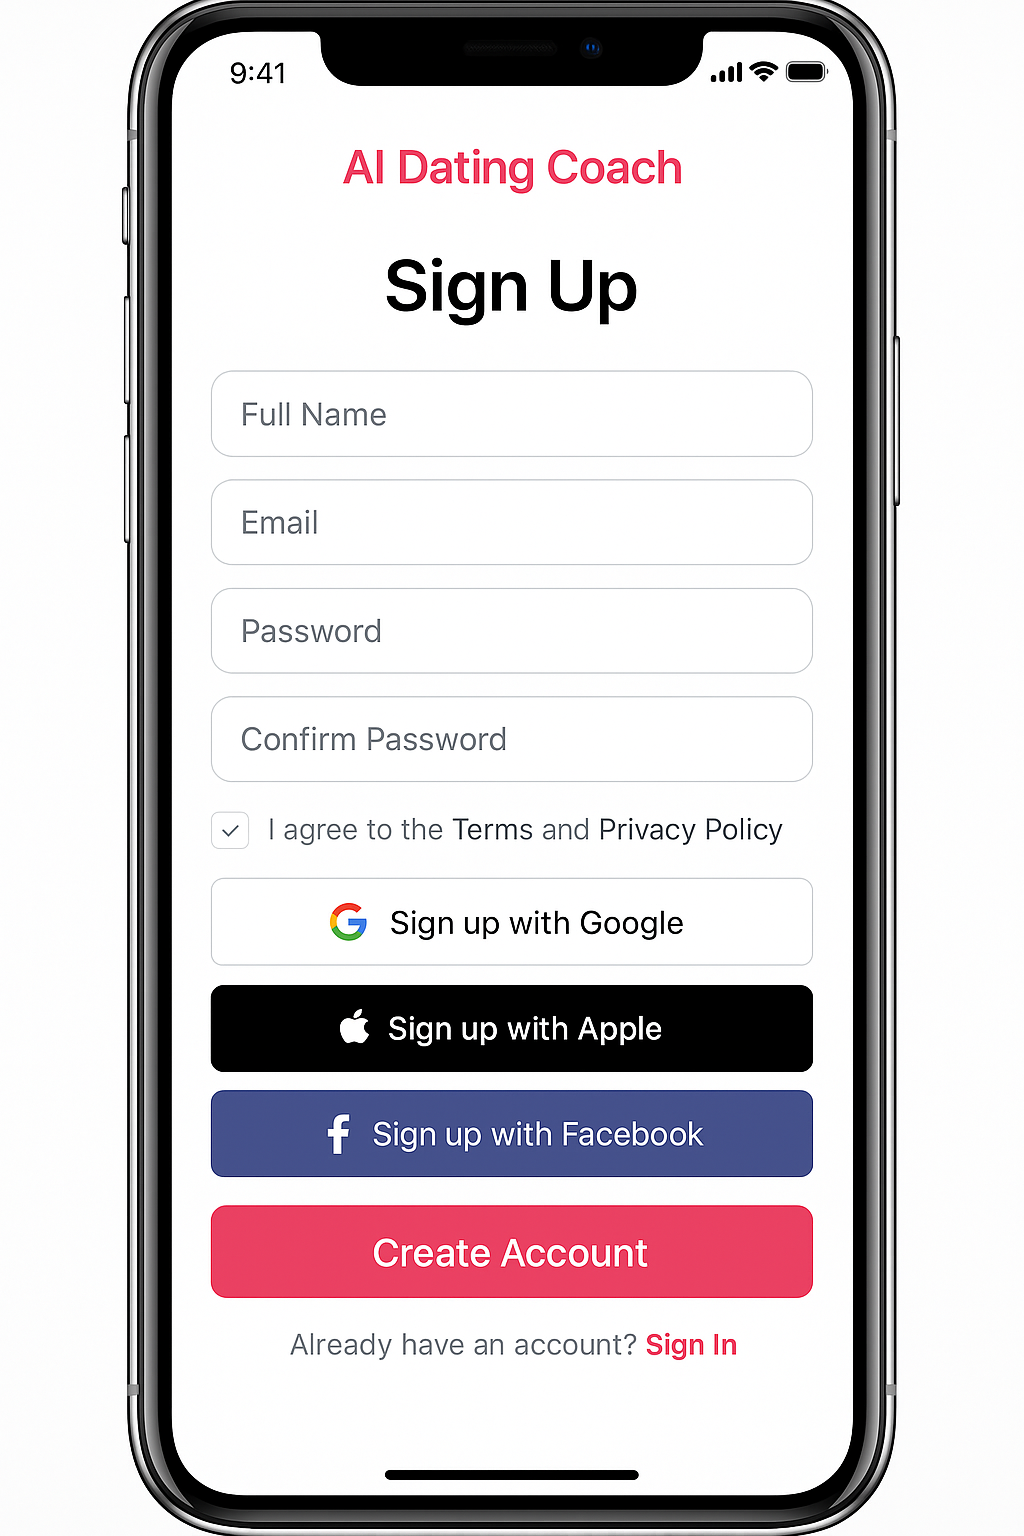 9:41
AI Dating Coach
Sign Up
Full Name
Email
Password
Confirm Password
I agree to the Terms and Privacy Policy
Sign up with Google
Sign up with Apple
Sign up with Facebook
Create Account
Already have an account? Sign In